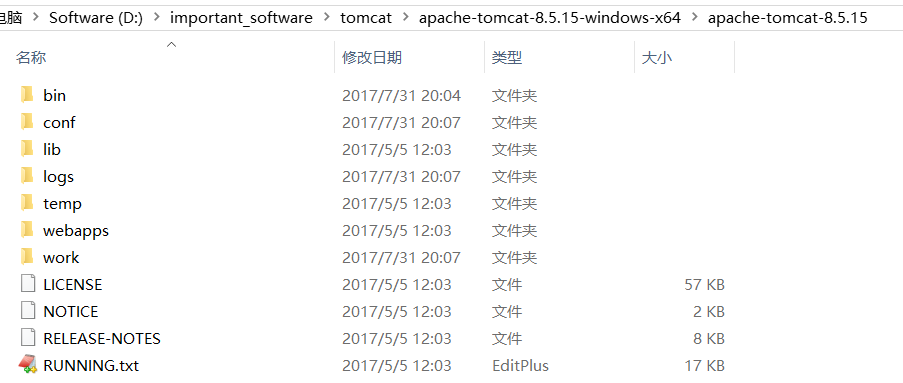 电脑 > Software (D:) > important_software > tomcat > apache-tomcat-8.5.15-windows-x64 > apache-tomcat-8.5.15
名称 修改日期 类型 大小
bin 2017/7/31 20:04 文件夹
conf 2017/7/31 20:07 文件夹
lib 2017/5/5 12:03 文件夹
logs 2017/7/31 20:07 文件夹
temp 2017/5/5 12:03 文件夹
webapps 2017/5/5 12:03 文件夹
work 2017/7/31 20:07 文件夹
LICENSE 2017/5/5 12:03 文件 57 KB
NOTICE 2017/5/5 12:03 文件 2 KB
RELEASE-NOTES 2017/5/5 12:03 文件 8 KB
RUNNING.txt 2017/5/5 12:03 EditPlus 17 KB